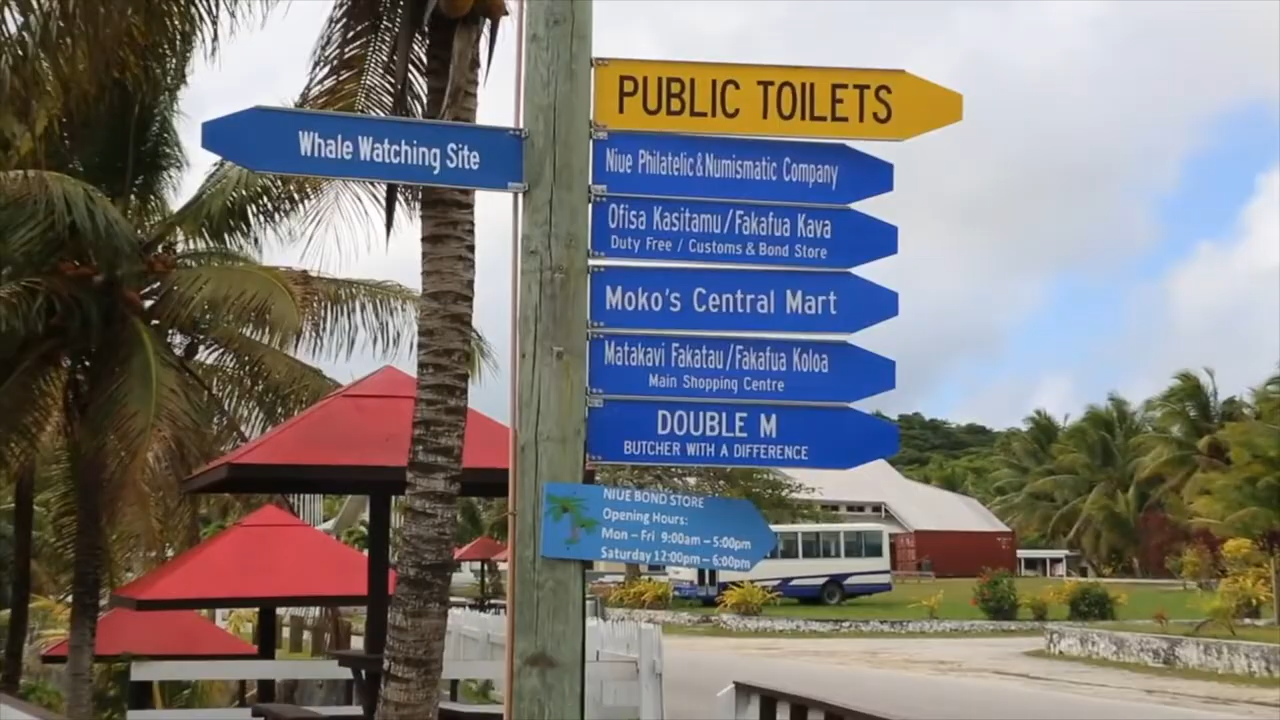 PUBLIC TOILETS
Whale Watching Site
Niue Philatelic & Numismatic Company
Ofisa Kasitamu / Fakafua Kava
Duty Free / Customs & Bond Store
Moko's Central Mart
Matakavi Fakatau / Fakafua Koloa
Main Shopping Centre
DOUBLE M
BUTCHER WITH A DIFFERENCE
NIUE BOND STORE
Opening Hours:
Mon – Fri 9:00am – 5:00pm
Saturday 12:00pm – 6:00pm